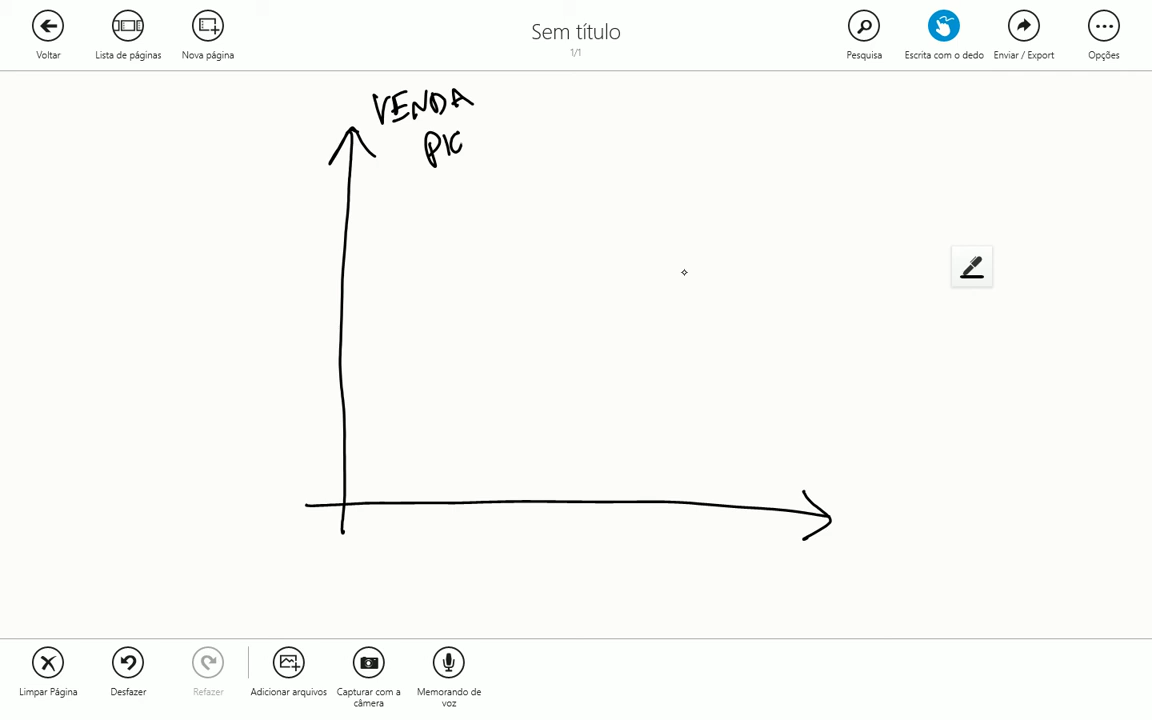 Sem título
1/1
Voltar
Lista de páginas
Nova página
Pesquisa
Escrita com o dedo
Enviar / Export
Opções
VENDA
PIC
Limpar Página
Desfazer
Refazer
Adicionar arquivos
Capturar com a
câmera
Memorando de
voz